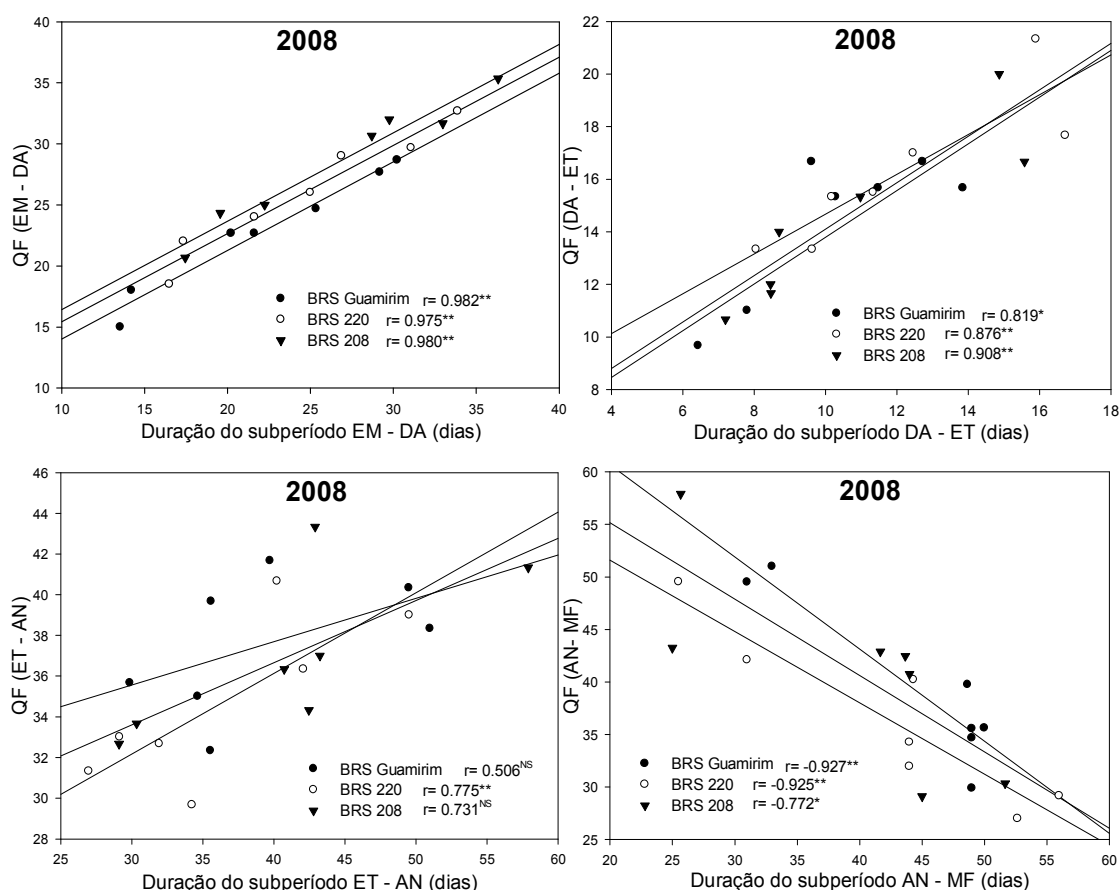 2008
40
35
30
25
20
15
10
QF (EM - DA)
BRS Guamirim r= 0.982**
BRS 220 r= 0.975**
BRS 208 r= 0.980**
10 15 20 25 30 35 40
Duração do subperíodo EM - DA (dias)
2008
22
20
18
16
14
12
10
8
QF (DA - ET)
BRS Guamirim r= 0.819*
BRS 220 r= 0.876**
BRS 208 r= 0.908**
4 6 8 10 12 14 16 18
Duração do subperíodo DA - ET (dias)
2008
46
44
42
40
38
36
34
32
30
28
QF (ET - AN)
BRS Guamirim r= 0.506NS
BRS 220 r= 0.775**
BRS 208 r= 0.731NS
25 30 35 40 45 50 55 60
Duração do subperíodo ET - AN (dias)
2008
60
55
50
45
40
35
30
25
QF (AN- MF)
BRS Guamirim r= -0.927**
BRS 220 r= -0.925**
BRS 208 r= -0.772*
20 25 30 35 40 45 50 55 60
Duração do subperíodo AN - MF (dias)